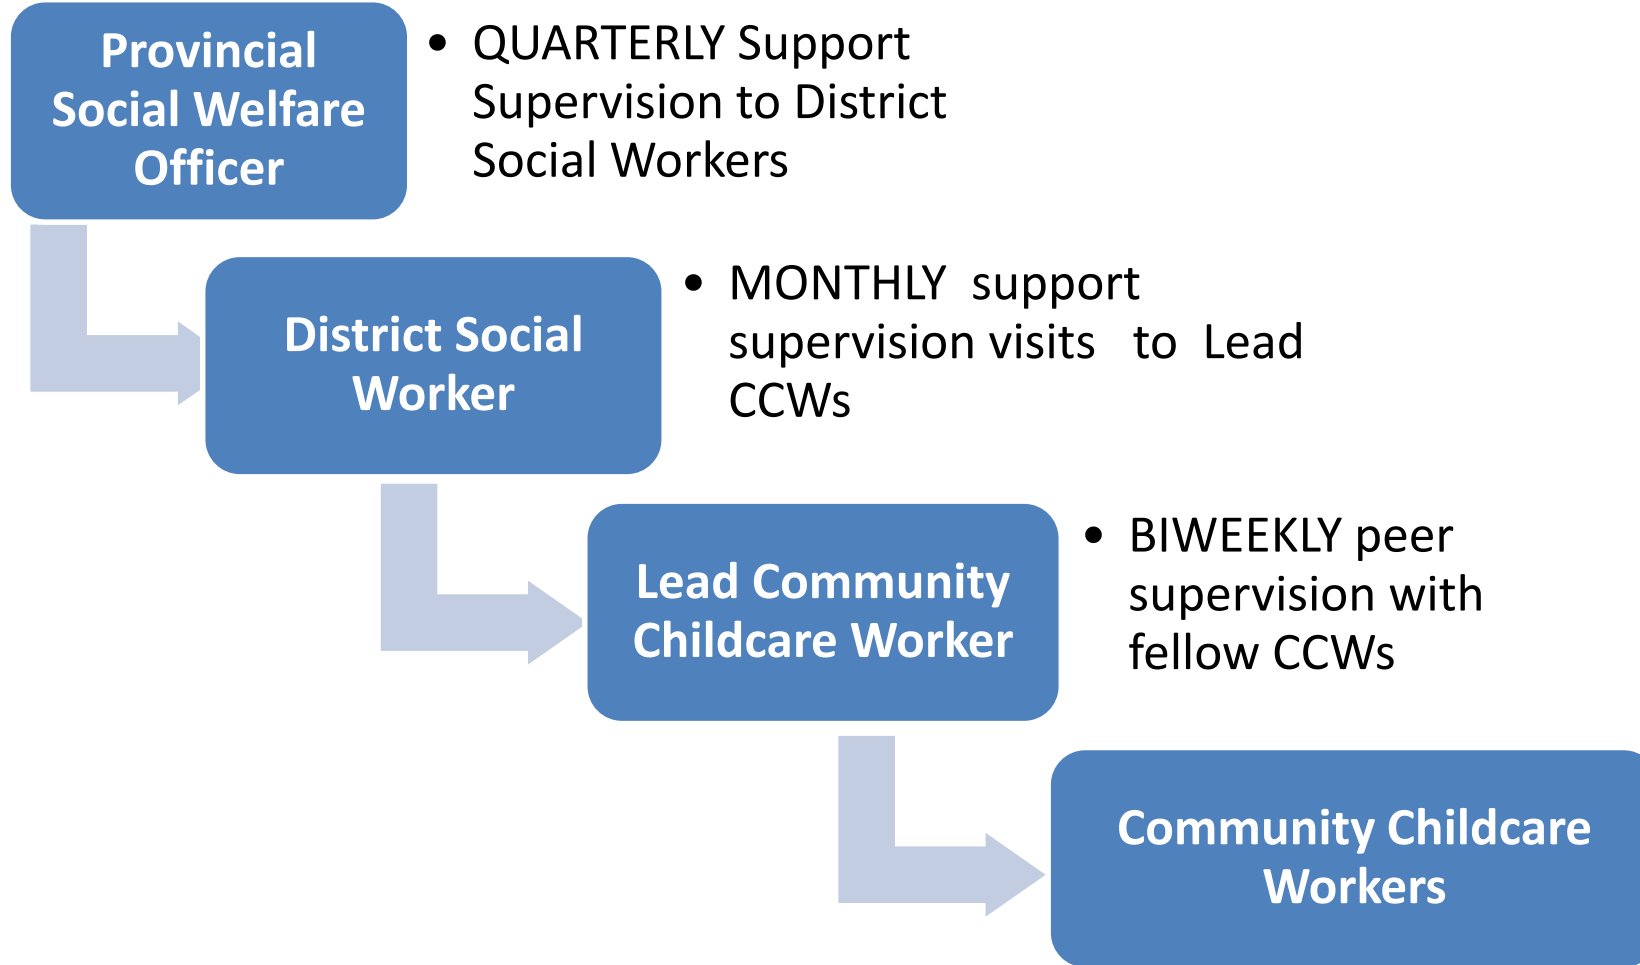 Provincial
Social Welfare
Officer
• QUARTERLY Support
Supervision to District
Social Workers
District Social
Worker
• MONTHLY  support
supervision visits   to  Lead
CCWs
Lead Community
Childcare Worker
• BIWEEKLY peer
supervision with
fellow CCWs
Community Childcare
Workers